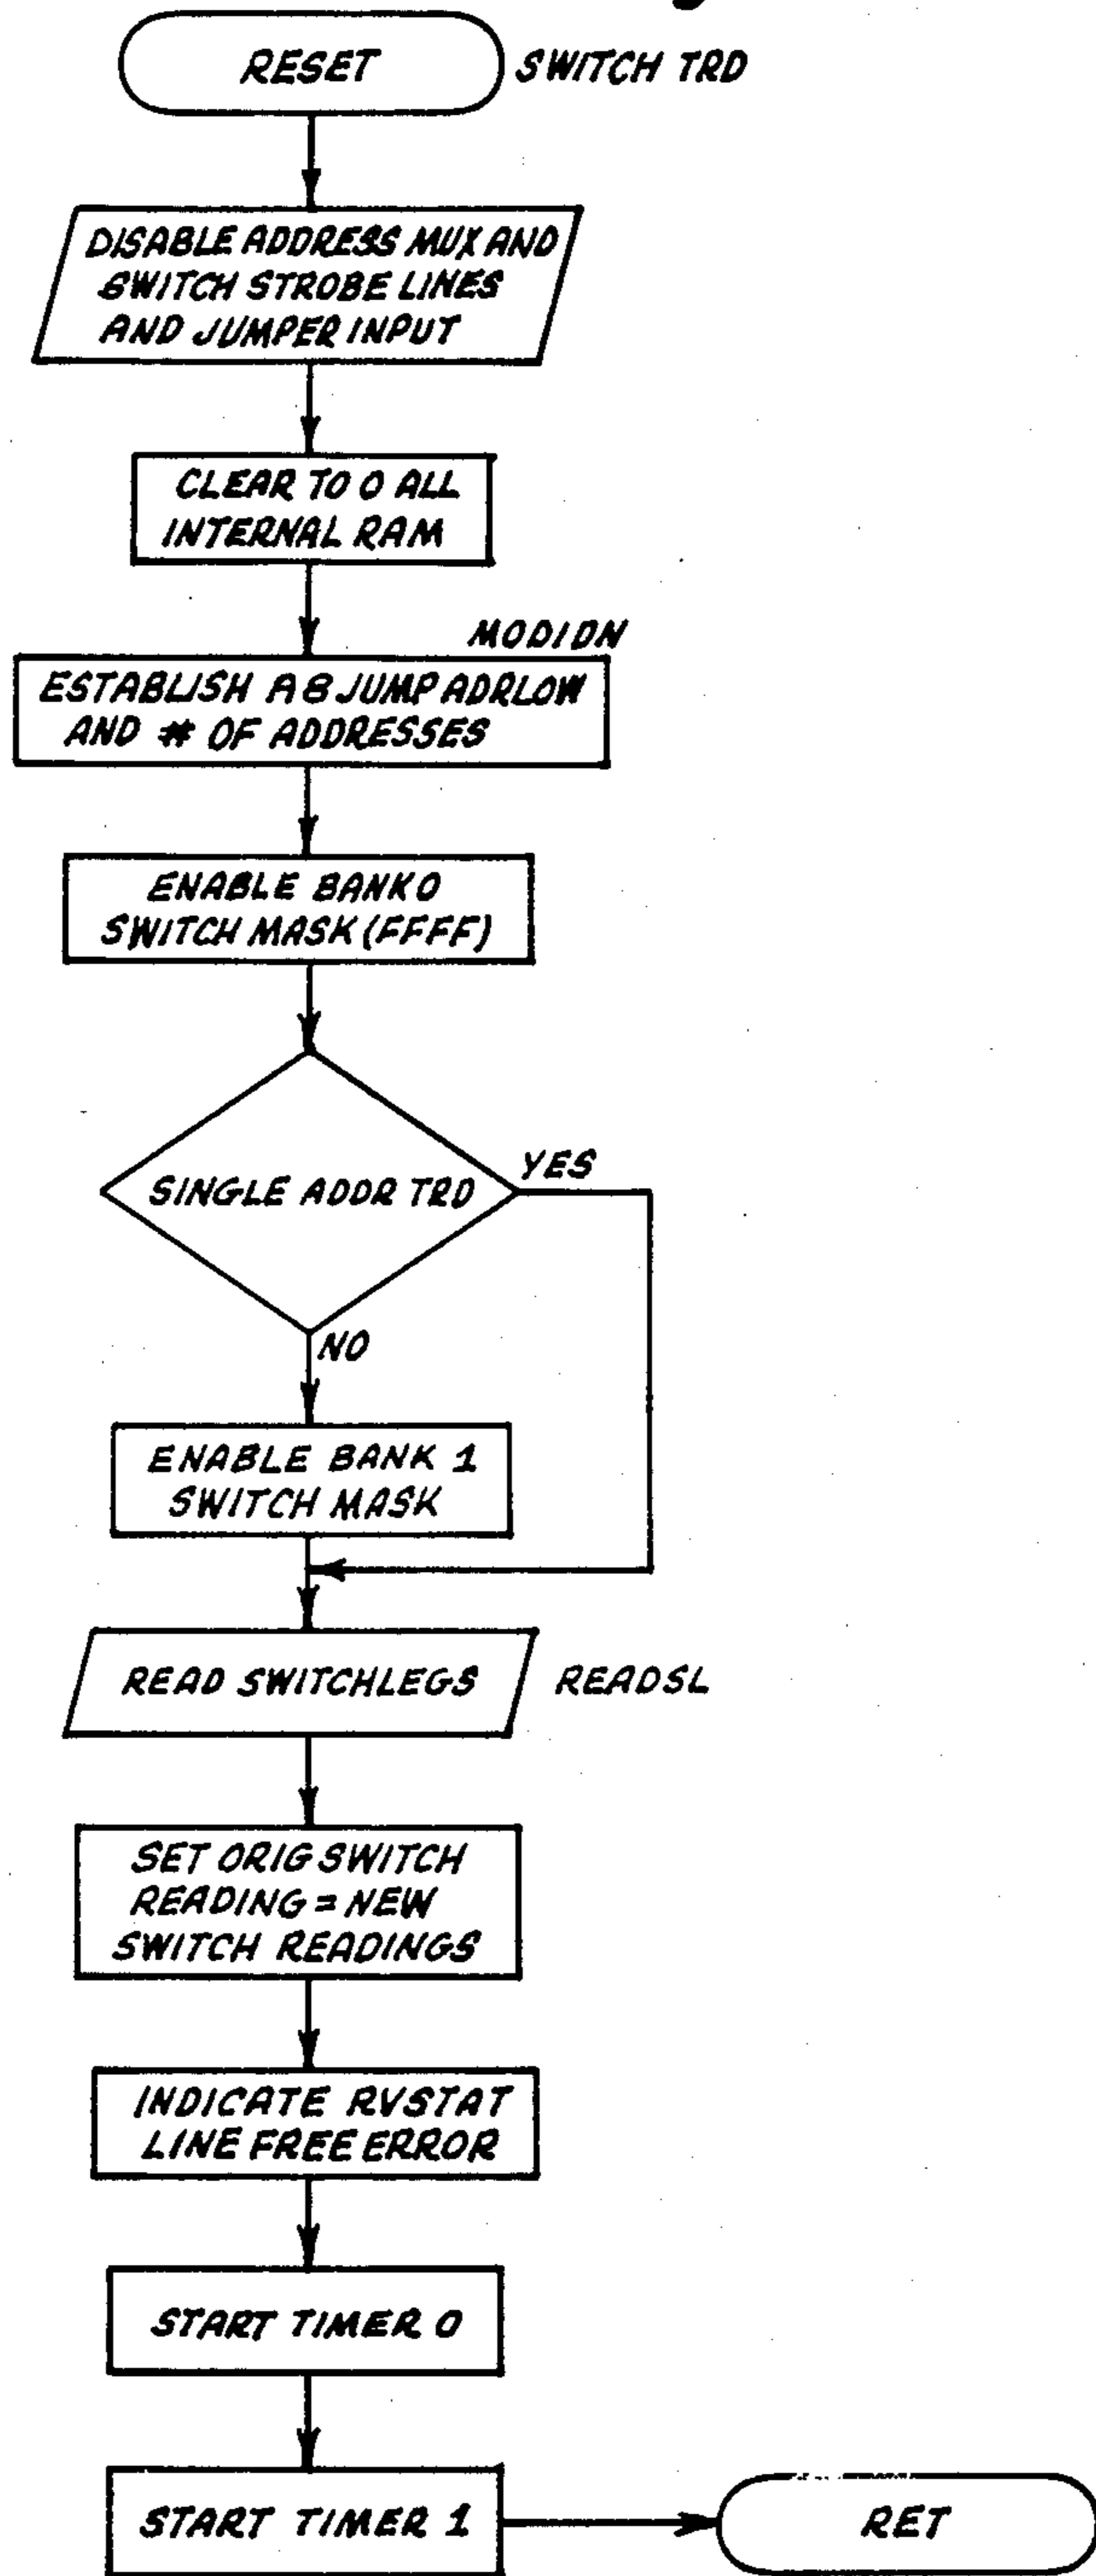 RESET
SWITCH TRD
DISABLE ADDRESS MUX AND
SWITCH STROBE LINES
AND JUMPER INPUT
CLEAR TO 0 ALL
INTERNAL RAM
MODIDN
ESTABLISH A8 JUMP ADRLOW
AND # OF ADDRESSES
ENABLE BANK0
SWITCH MASK (FFFF)
SINGLE ADDR TRD
YES
NO
ENABLE BANK 1
SWITCH MASK
READ SWITCHLEGS
READSL
SET ORIG SWITCH
READING = NEW
SWITCH READINGS
INDICATE RVSTAT
LINE FREE ERROR
START TIMER 0
START TIMER 1
RET